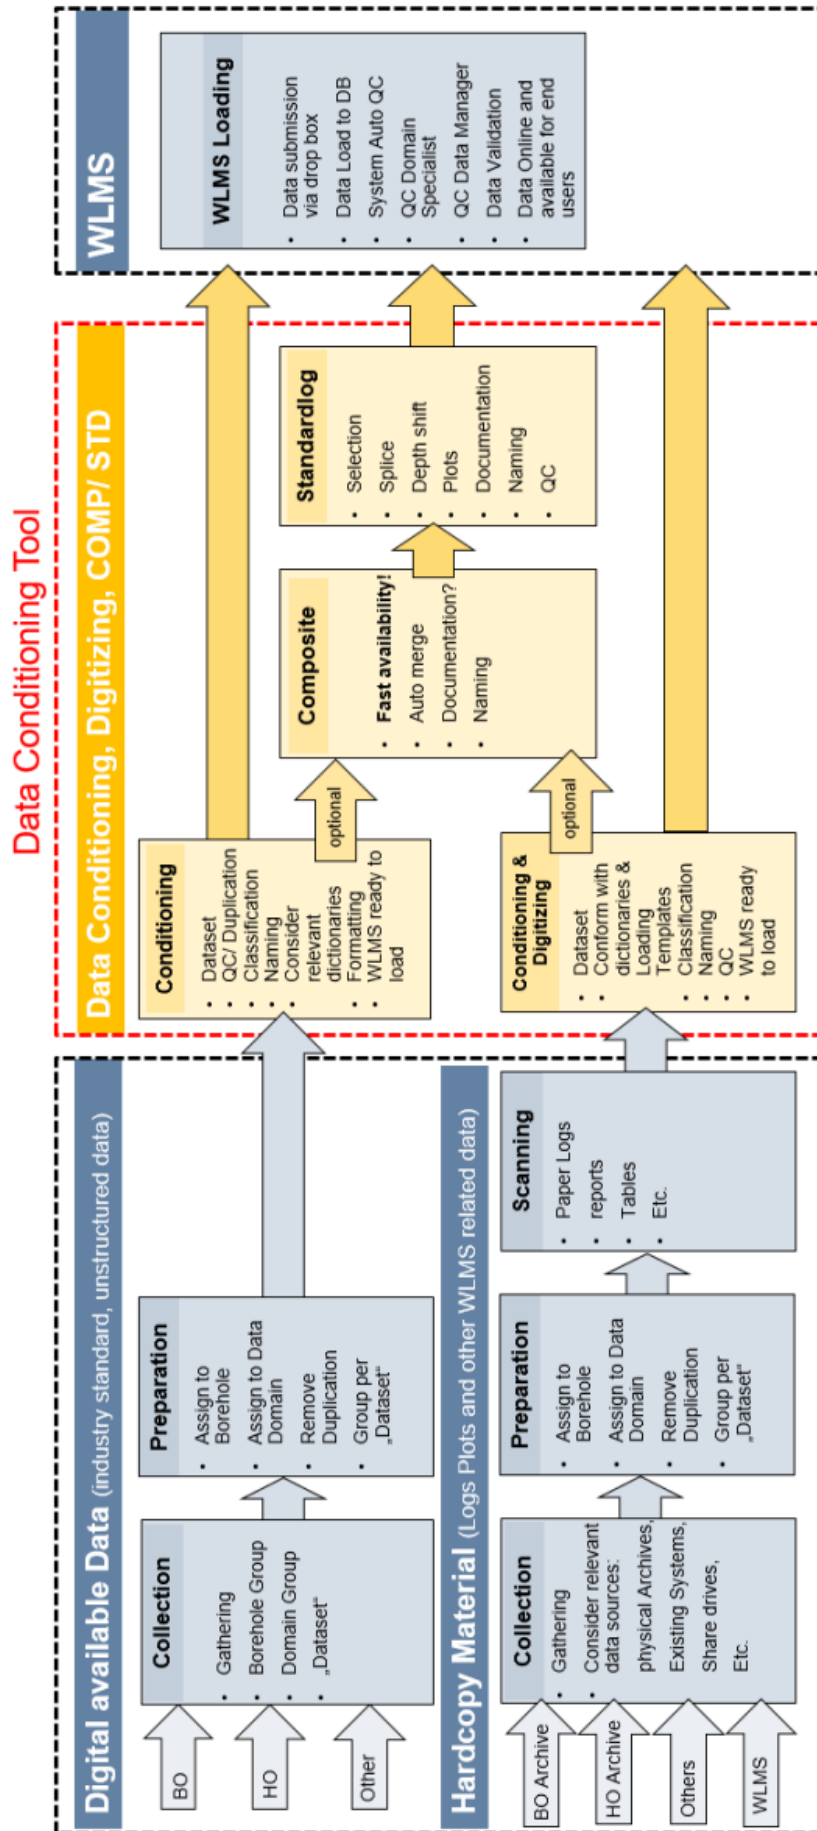 Data Conditioning Tool
Digital available Data (industry standard, unstructured data)
BO
HO
Other
Collection
• Gathering
• Borehole Group
• Domain Group
• „Dataset“
Preparation
• Assign to
Borehole
• Assign to Data
Domain
• Remove
Duplication
• Group per
„Dataset“
Hardcopy Material (Logs Plots and other WLMS related data)
BO Archive
HO Archive
Others
WLMS
Collection
• Gathering
• Consider relevant
data sources:
physical Archives,
Existing Systems,
Share drives,
Etc.
Preparation
• Assign to
Borehole
• Assign to Data
Domain
• Remove
Duplication
• Group per
„Dataset“
Scanning
• Paper Logs
• reports
• Tables
• Etc.
Data Conditioning, Digitizing, COMP/ STD
Conditioning
• Dataset
• QC/ Duplication
• Classification
• Naming
• Consider
relevant
dictionaries
• Formatting
• WLMS ready to
load
optional
Conditioning &
Digitizing
• Dataset
• Conform with
dictionaries &
Loading
Templates
• Classification
• Naming
• QC
• WLMS ready
to load
optional
Composite
• Fast availability!
• Auto merge
• Documentation?
• Naming
Standardlog
• Selection
• Splice
• Depth shift
• Plots
• Documentation
• Naming
• QC
WLMS
WLMS Loading
• Data submission
via drop box
• Data Load to DB
• System Auto QC
• QC Domain
Specialist
• QC Data Manager
• Data Validation
• Data Online and
available for end
users